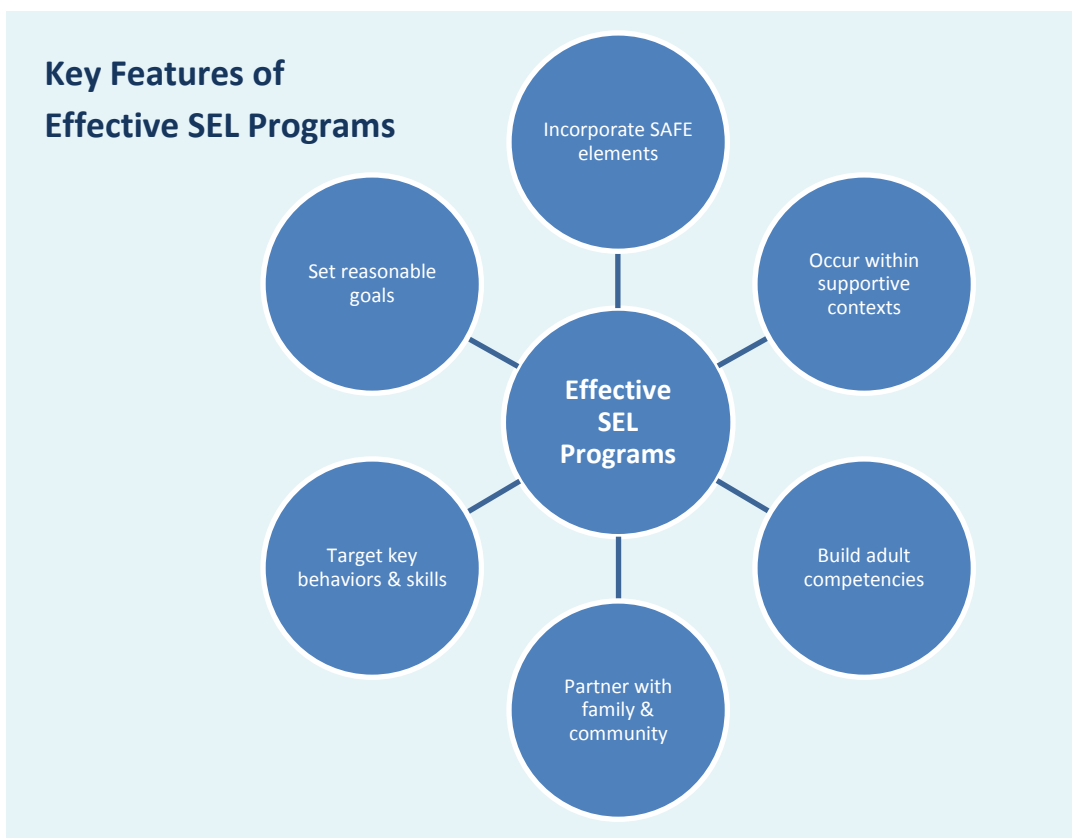 Key Features of
Effective SEL Programs
Incorporate SAFE
elements
Occur within
supportive
contexts
Build adult
competencies
Partner with
family &
community
Target key
behaviors & skills
Set reasonable
goals
Effective
SEL
Programs